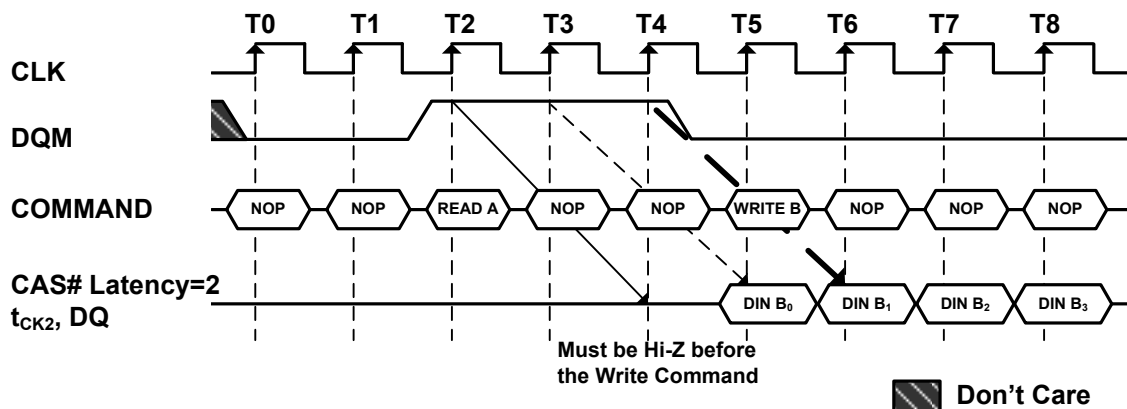 T0 T1 T2 T3 T4 T5 T6 T7 T8
CLK
DQM
COMMAND NOP NOP READ A NOP NOP WRITE B NOP NOP NOP
CAS# Latency=2
tCK2, DQ DIN B0 DIN B1 DIN B2 DIN B3
Must be Hi-Z before
the Write Command
Don't Care